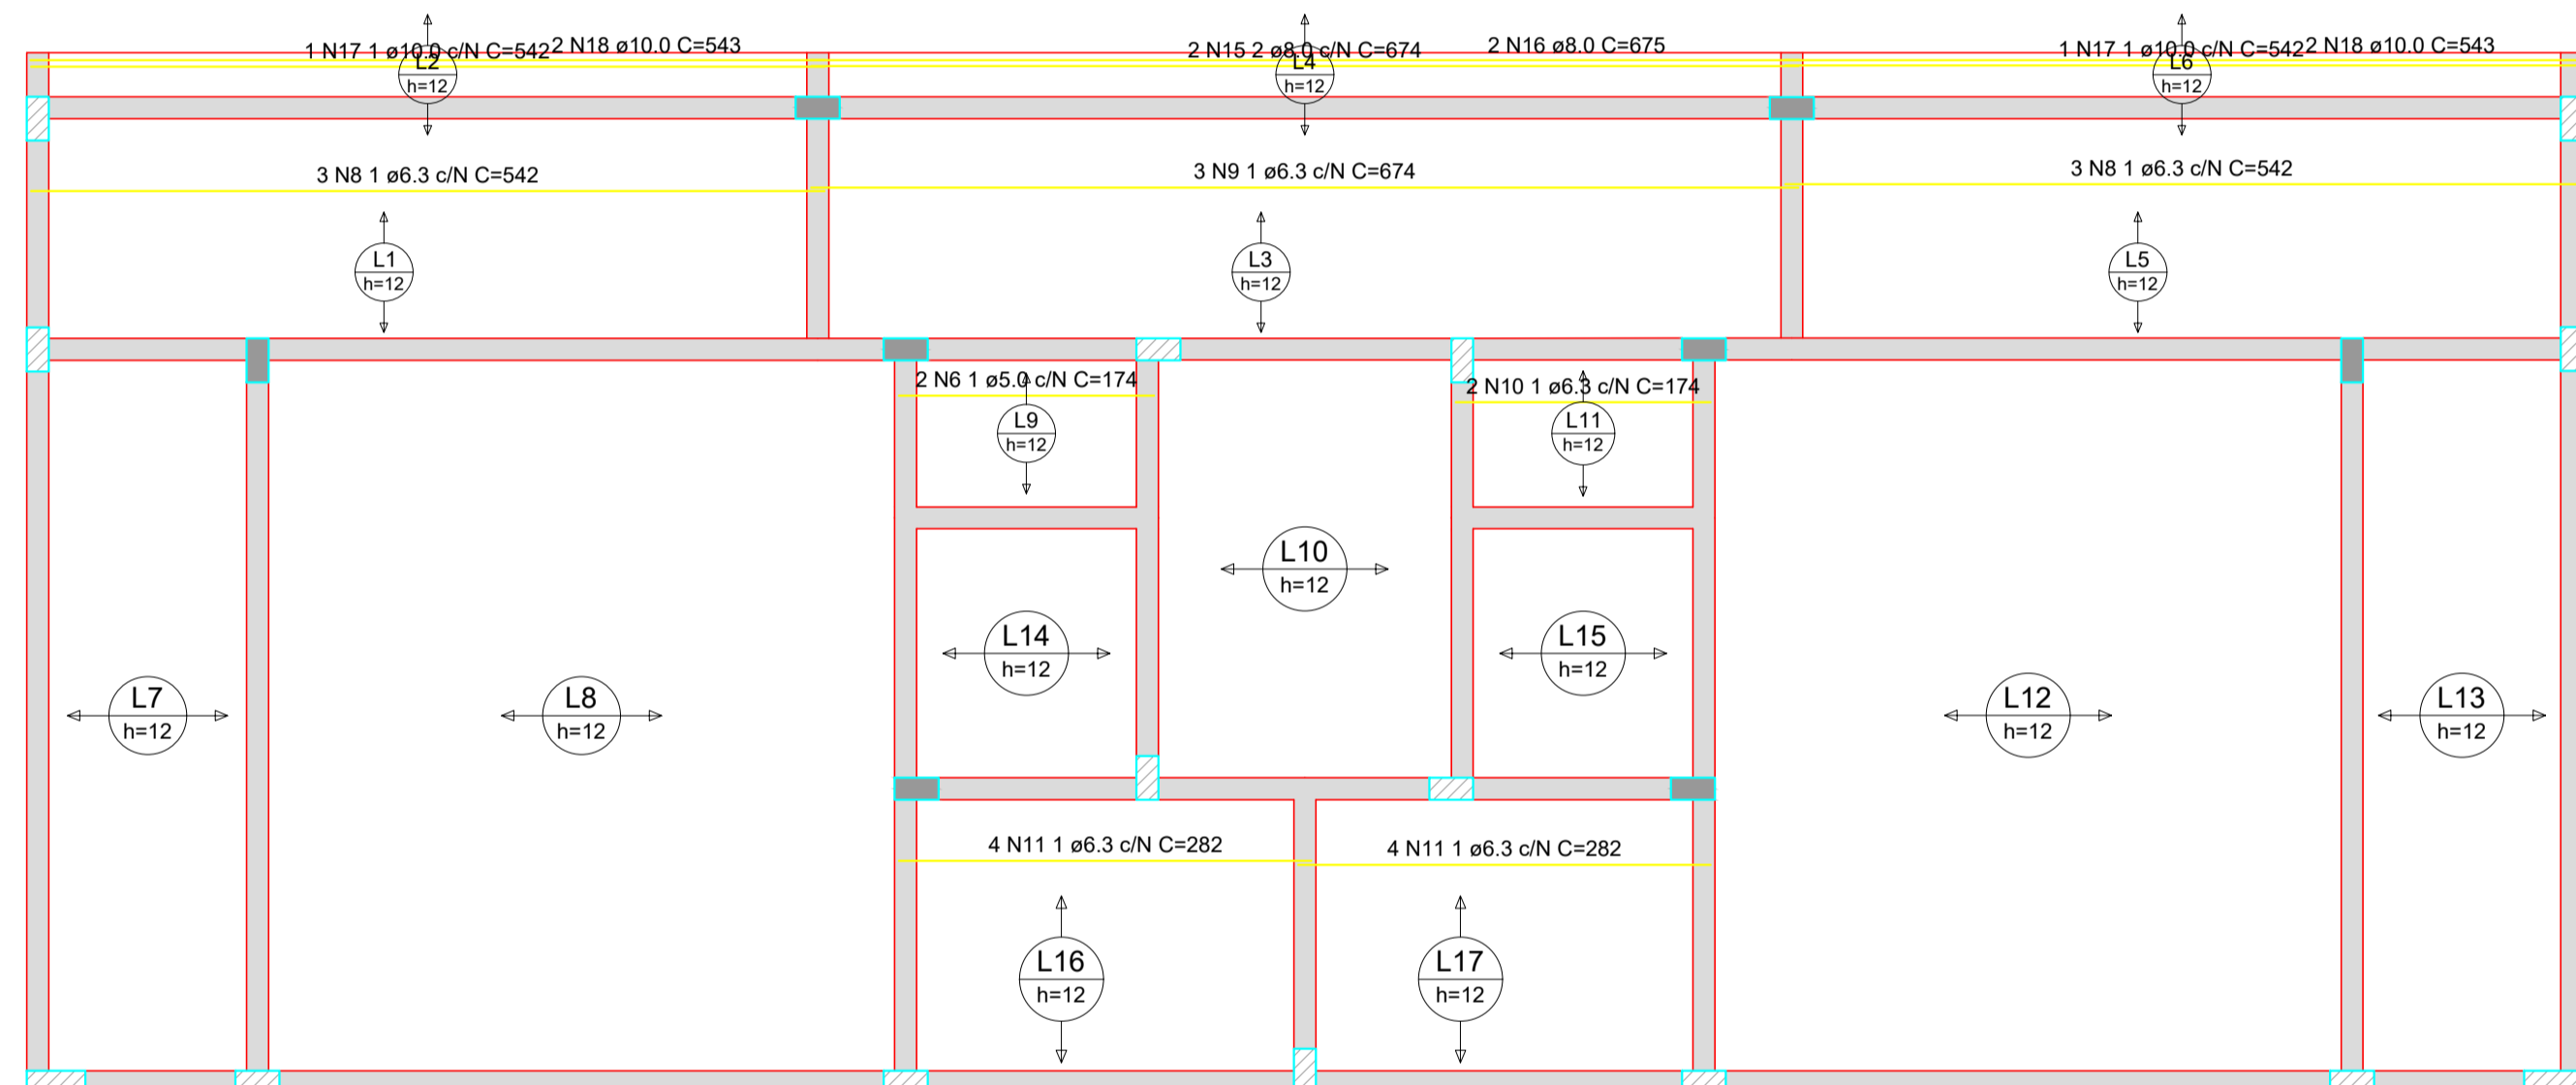 1 N17 1 ø10.0 c/N C=542
2 N18 ø10.0 C=543
2 N15 2 ø8.0 c/N C=674
2 N16 ø8.0 C=675
1 N17 1 ø10.0 c/N C=542
2 N18 ø10.0 C=543
L2
h=12
L4
h=12
L6
h=12
3 N8 1 ø6.3 c/N C=542
3 N9 1 ø6.3 c/N C=674
3 N8 1 ø6.3 c/N C=542
L1
h=12
L3
h=12
L5
h=12
2 N6 1 ø5.0 c/N C=174
2 N10 1 ø6.3 c/N C=174
L9
h=12
L11
h=12
L10
h=12
L14
h=12
L15
h=12
L7
h=12
L8
h=12
L12
h=12
L13
h=12
4 N11 1 ø6.3 c/N C=282
4 N11 1 ø6.3 c/N C=282
L16
h=12
L17
h=12